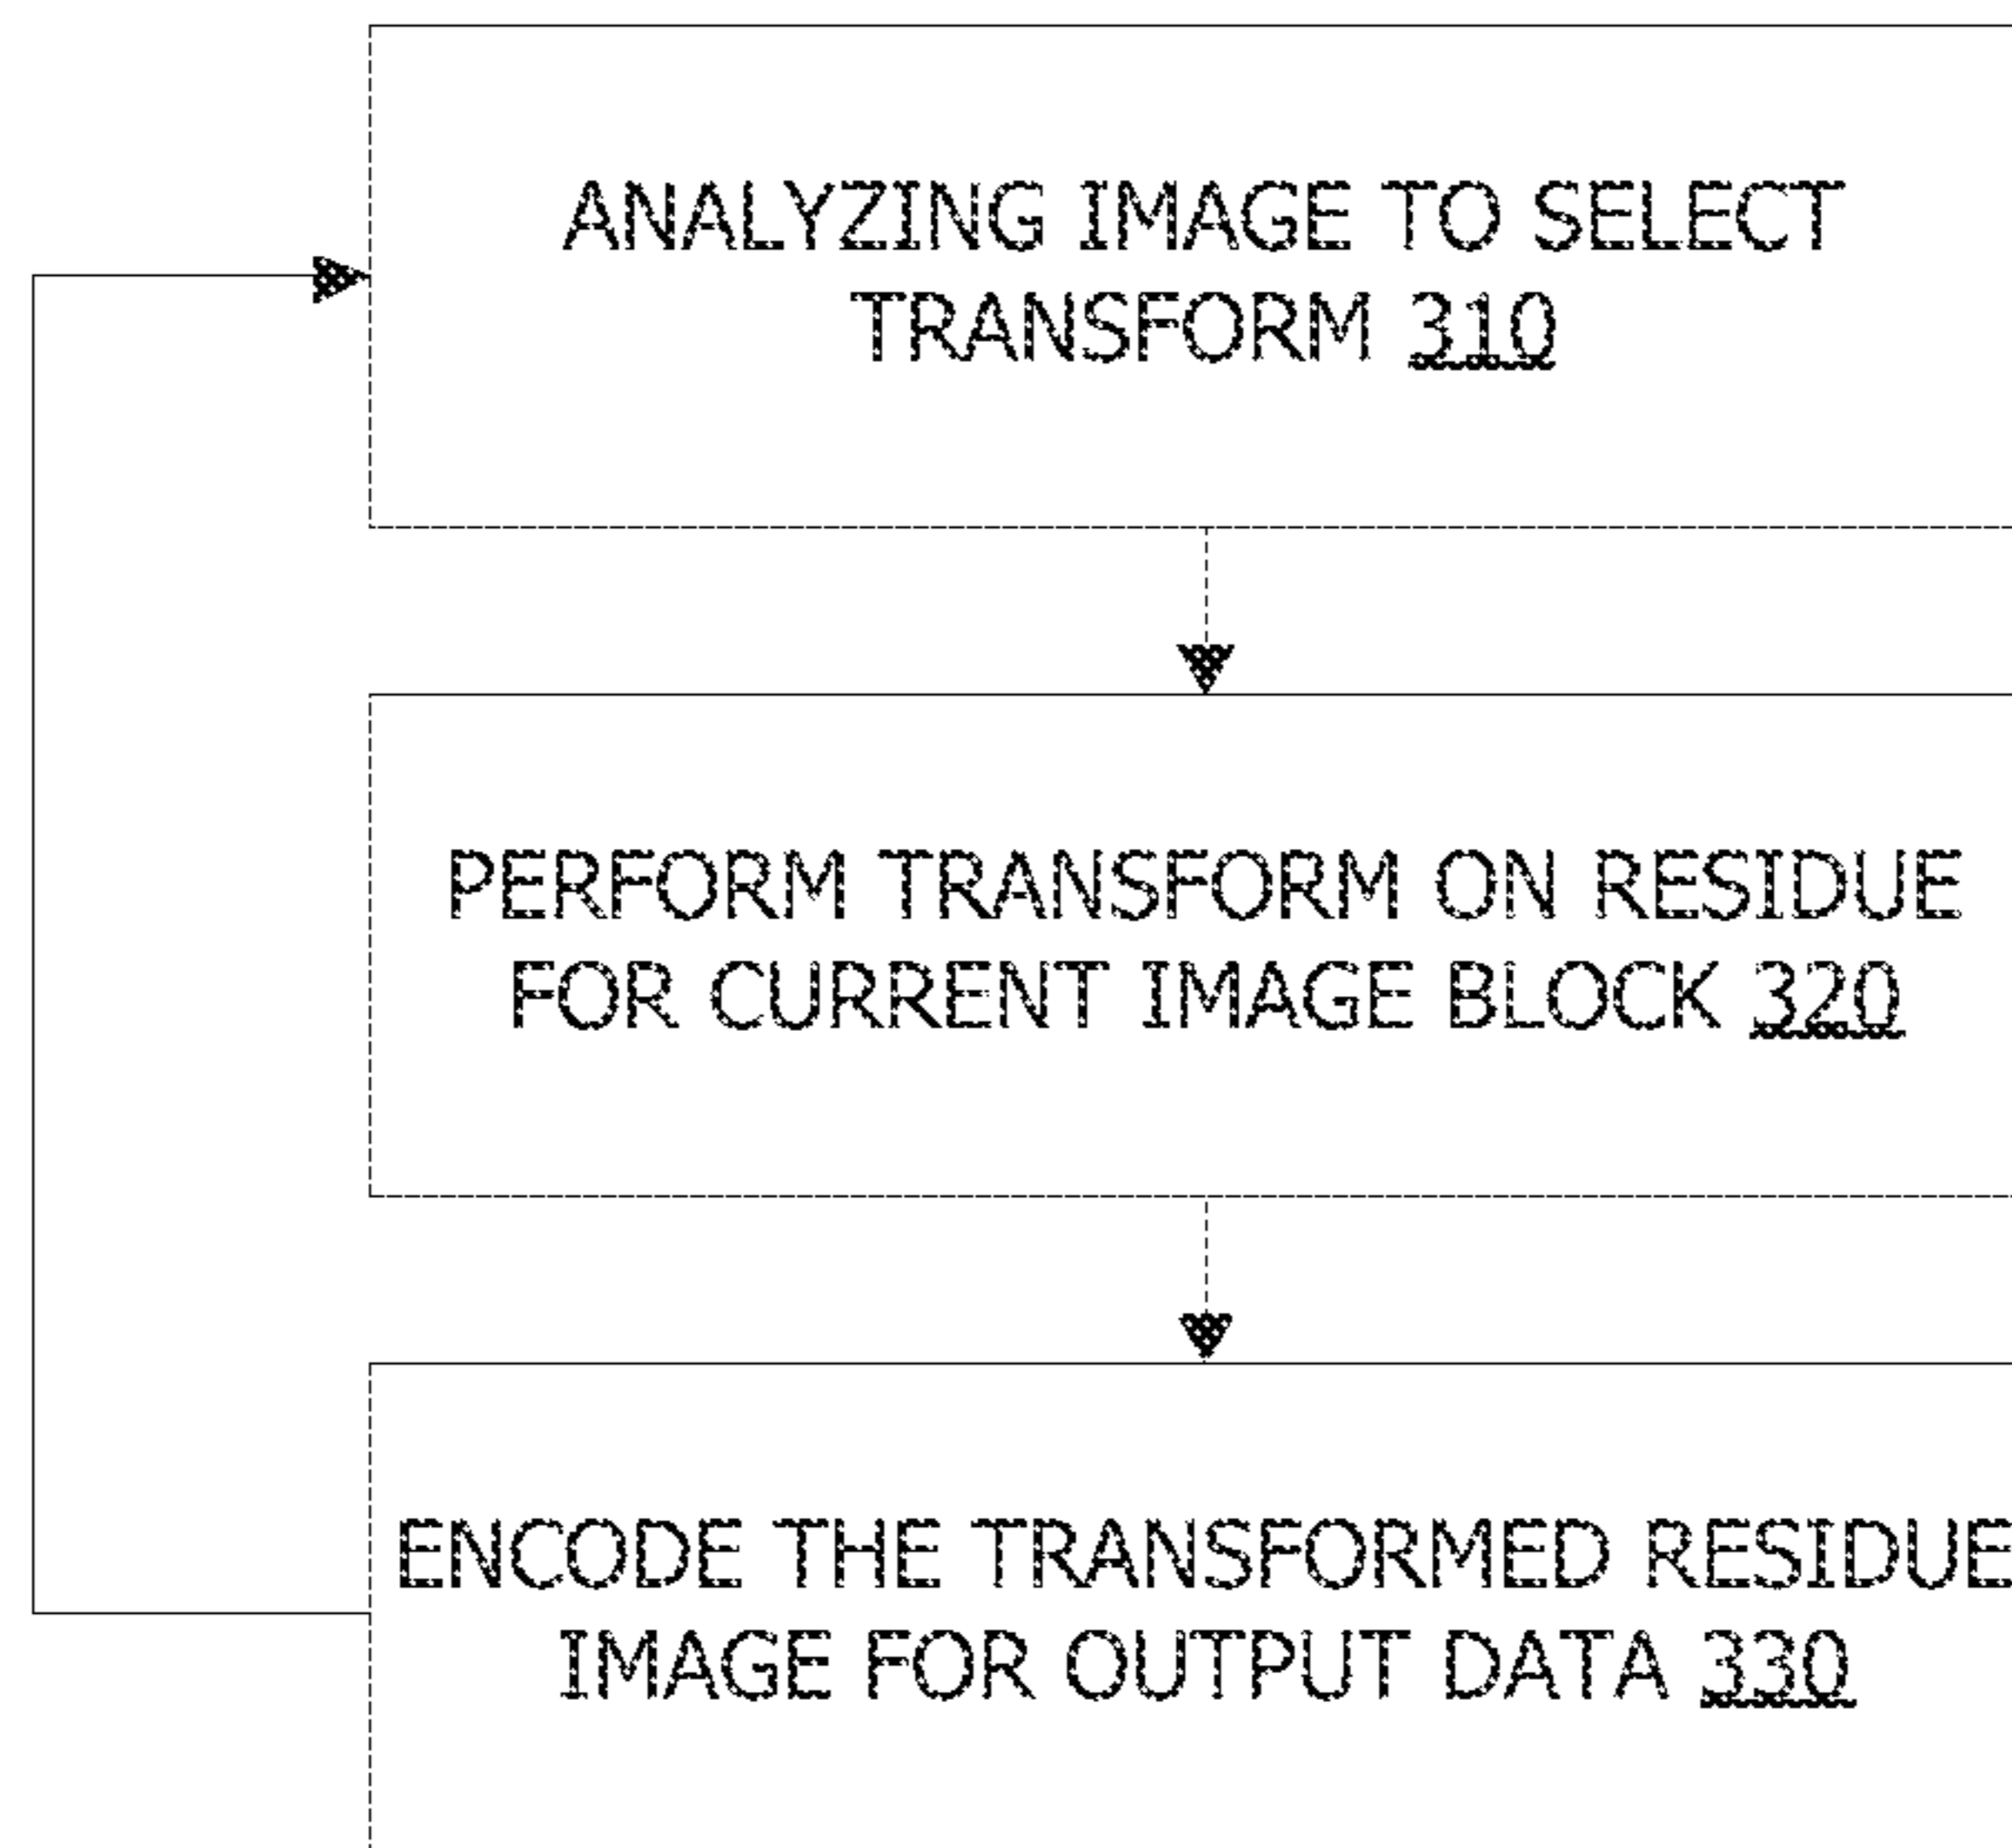 ANALYZING IMAGE TO SELECT
TRANSFORM 310
PERFORM TRANSFORM ON RESIDUE
FOR CURRENT IMAGE BLOCK 320
ENCODE THE TRANSFORMED RESIDUE
IMAGE FOR OUTPUT DATA 330